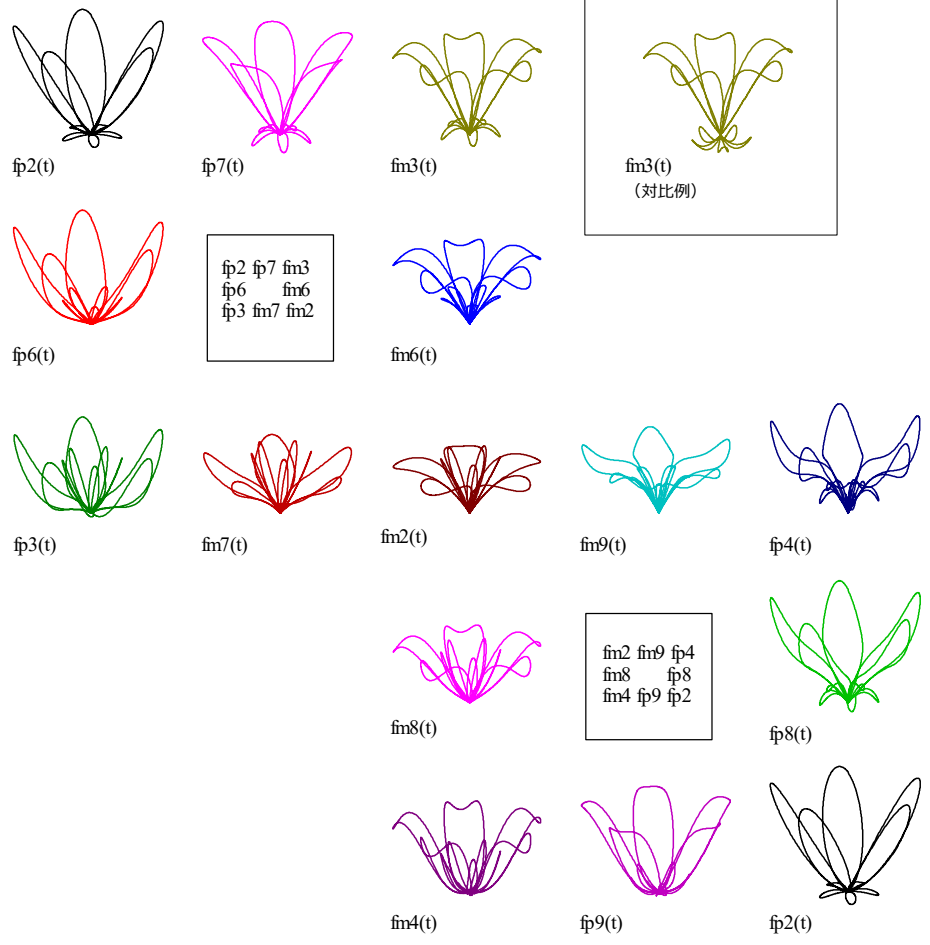 fp2(t)
fp7(t)
fm3(t)
fm3(t)
（対比例）
fp2 fp7 fm3
fp6 fm6
fp3 fm7 fm2
fp6(t)
fm6(t)
fp3(t)
fm7(t)
fm2(t)
fm9(t)
fp4(t)
fm2 fm9 fp4
fm8 fp8
fm4 fp9 fp2
fm8(t)
fp8(t)
fm4(t)
fp9(t)
fp2(t)